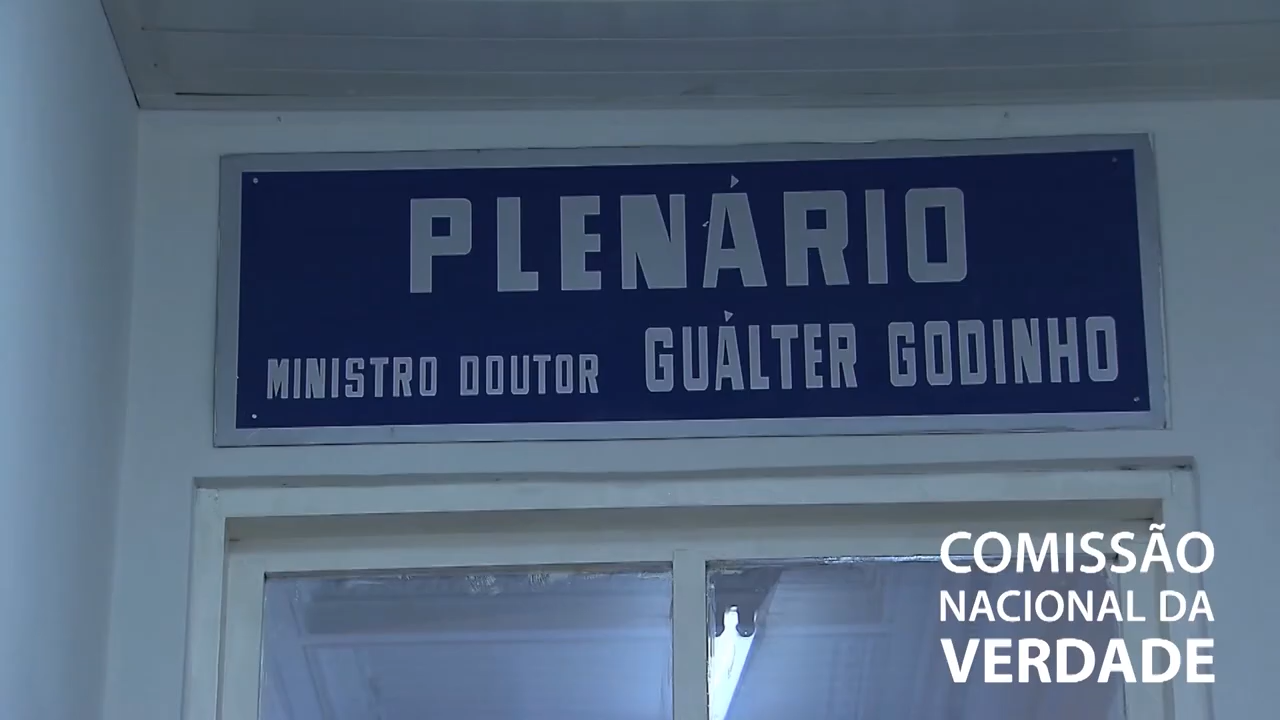 PLENÁRIO
MINISTRO DOUTOR GUÁLTER GODINHO
COMISSÃO
NACIONAL DA
VERDADE